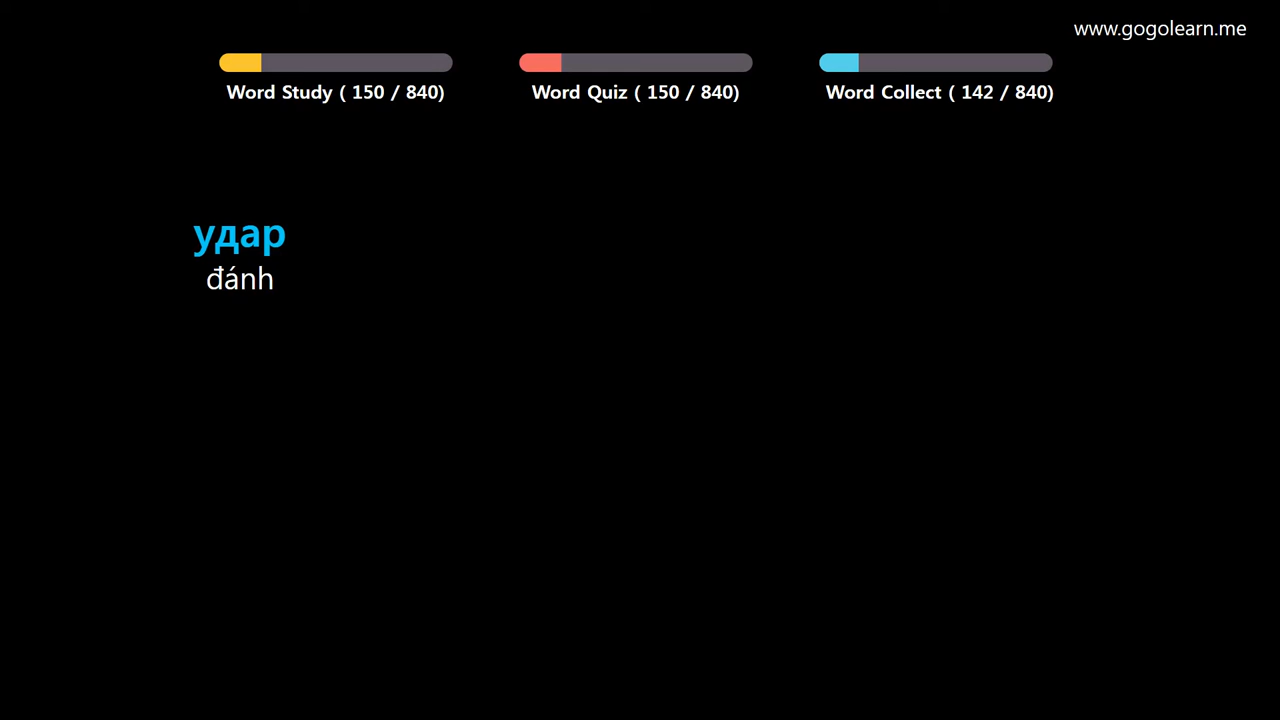 www.gogolearn.me
Word Study ( 150 / 840)
Word Quiz ( 150 / 840)
Word Collect ( 142 / 840)
удар
đánh